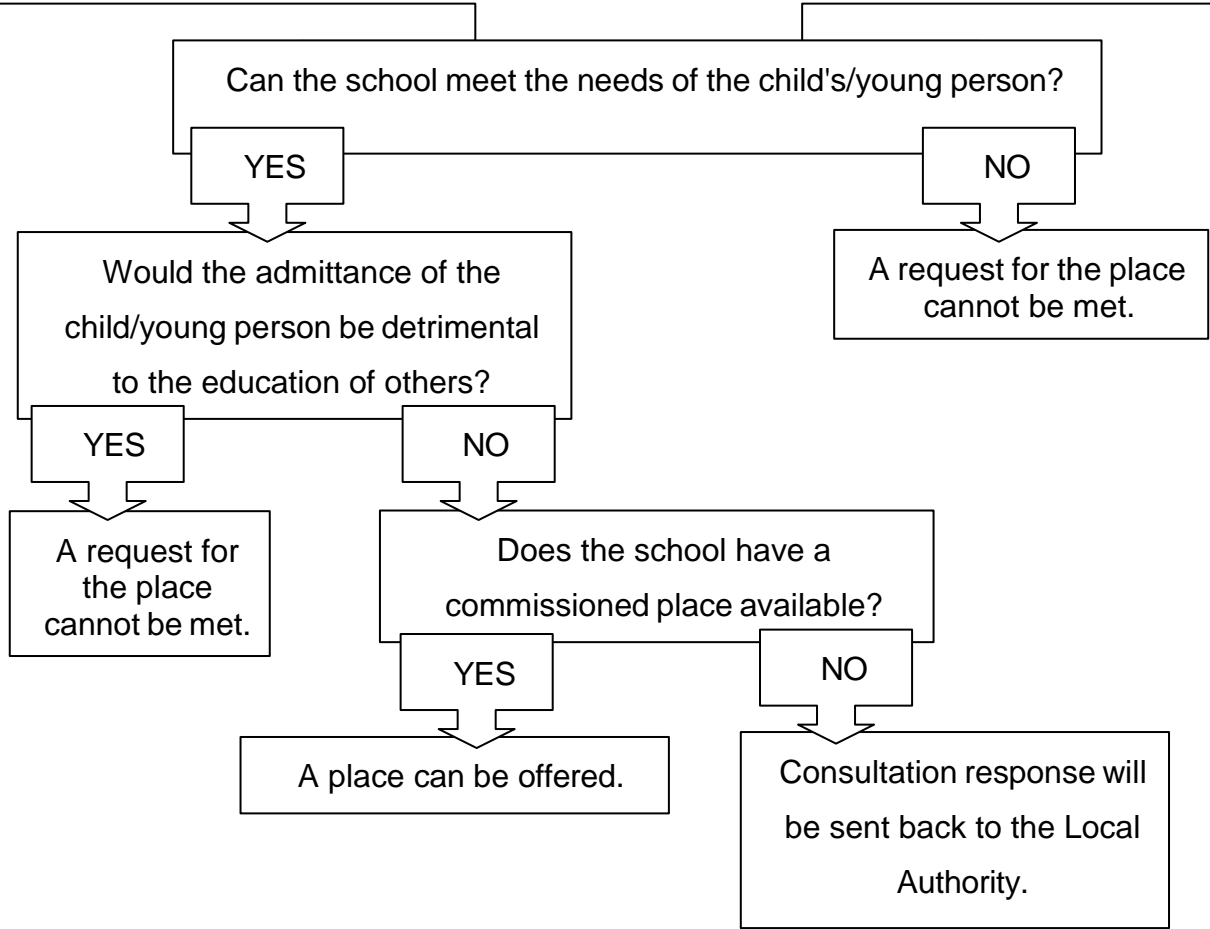 Can the school meet the needs of the child's/young person?
YES
NO
Would the admittance of the
child/young person be detrimental
to the education of others?
A request for the place
cannot be met.
YES
NO
A request for
the place
cannot be met.
Does the school have a
commissioned place available?
YES
NO
A place can be offered.
Consultation response will
be sent back to the Local
Authority.